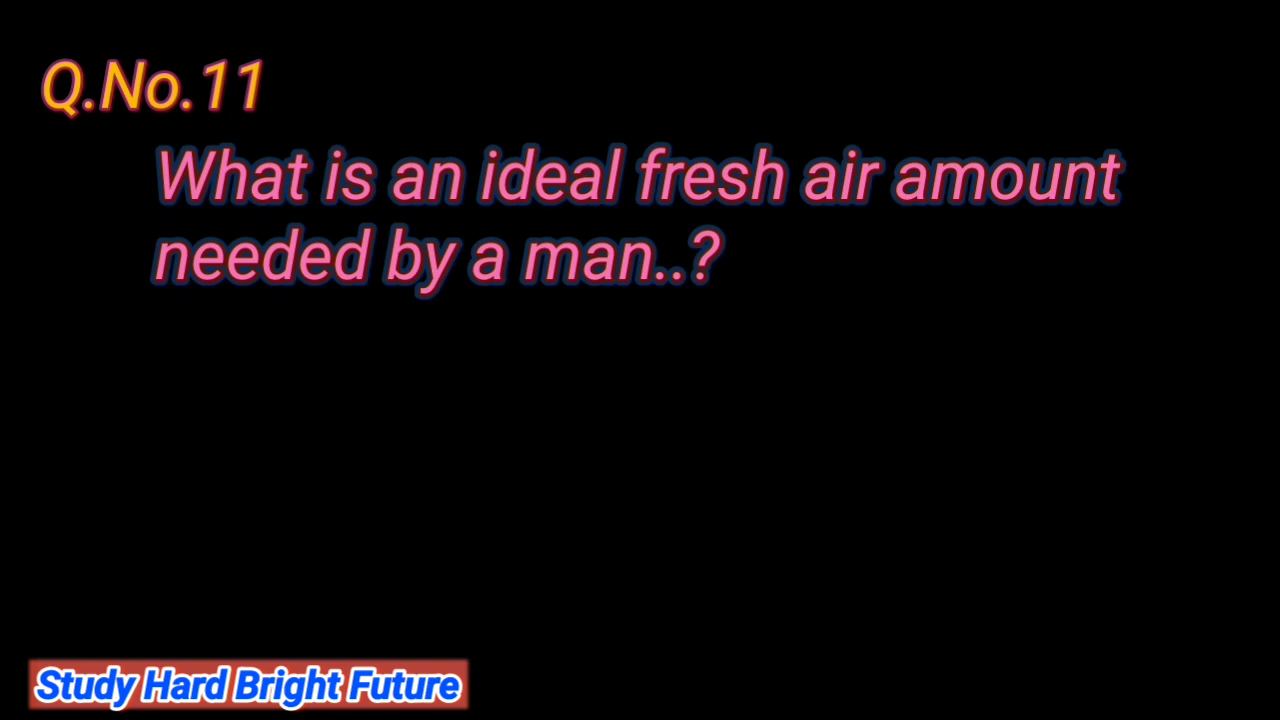 Q.No.11
What is an ideal fresh air amount
needed by a man..?
Study Hard Bright Future